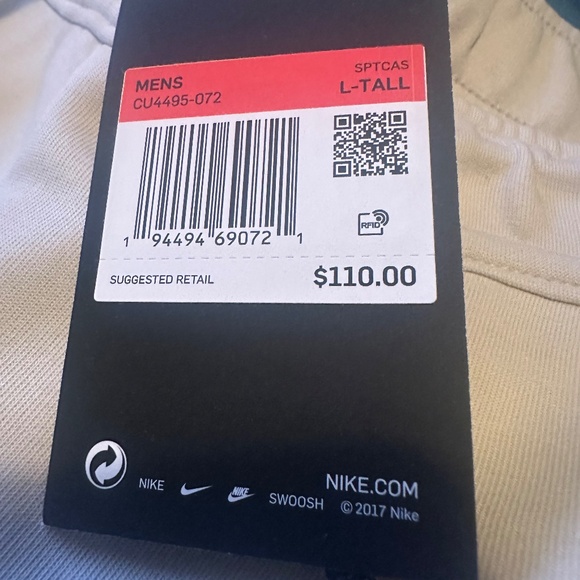 MENS
CU4495-072
SPTCAS
L-TALL
1 94494 69072 1
RFID
SUGGESTED RETAIL $110.00
NIKE NIKE SWOOSH
NIKE.COM
© 2017 Nike